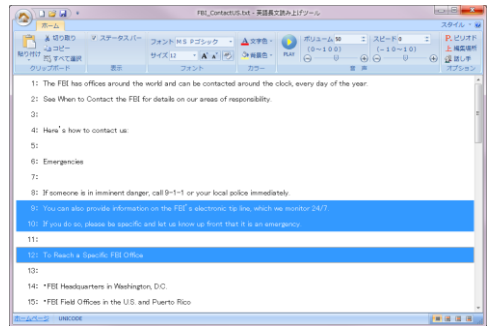 FBI_ContactUS.txt - 英語長文読み上げツール
ホーム
スタイル
貼り付け
切り取り
コピー
すべて選択
クリップボード
ステータスバー
表示
フォント MS Pゴシック
サイズ 12
フォント
文字色
背景色
カラー
PLAY
ボリューム 50
(0～100)
スピード 0
(-10～10)
音声
ピリオド
編集場所
話し手
オプション
1: The FBI has offices around the world and can be contacted around the clock, every day of the year.
2: See When to Contact the FBI for details on our areas of responsibility.
3:
4: Here's how to contact us:
5:
6: Emergencies
7:
8: If someone is in imminent danger, call 9-1-1 or your local police immediately.
9: You can also provide information on the FBI's electronic tip line, which we monitor 24/7.
10: If you do so, please be specific and let us know up front that it is an emergency.
11:
12: To Reach a Specific FBI Office
13:
14: *FBI Headquarters in Washington, D.C.
15: *FBI Field Offices in the U.S. and Puerto Rico
ホームページ UNICODE